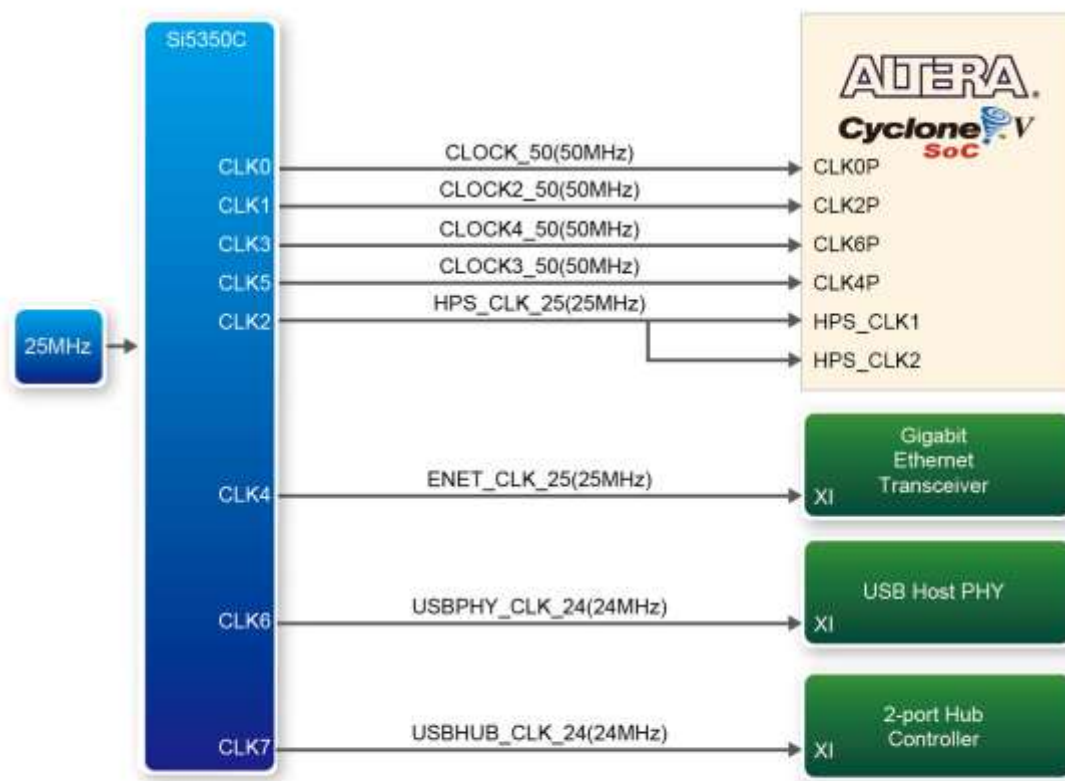 Si5350C
ALTERA®
Cyclone V
SoC
CLK0
CLOCK_50(50MHz)
CLK0P
CLK1
CLOCK2_50(50MHz)
CLK2P
CLK3
CLOCK4_50(50MHz)
CLK6P
CLK5
CLOCK3_50(50MHz)
CLK4P
CLK2
HPS_CLK_25(25MHz)
HPS_CLK1
25MHz
HPS_CLK2
Gigabit
Ethernet
Transceiver
CLK4
ENET_CLK_25(25MHz)
XI
USB Host PHY
CLK6
USBPHY_CLK_24(24MHz)
XI
2-port Hub
Controller
CLK7
USBHUB_CLK_24(24MHz)
XI